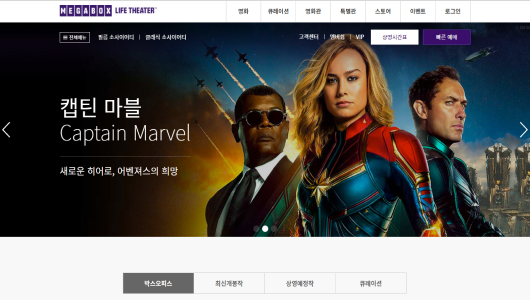 MEGABOX LIFE THEATER™
영화 큐레이션 영화관 특별관 스토어 이벤트 로그인
전체메뉴 필름 소사이어티 클래식 소사이어티 고객센터 멤버십 VIP 상영시간표 빠른 예매
캡틴 마블
Captain Marvel
새로운 히어로, 어벤져스의 희망
박스오피스 최신개봉작 상영예정작 큐레이션